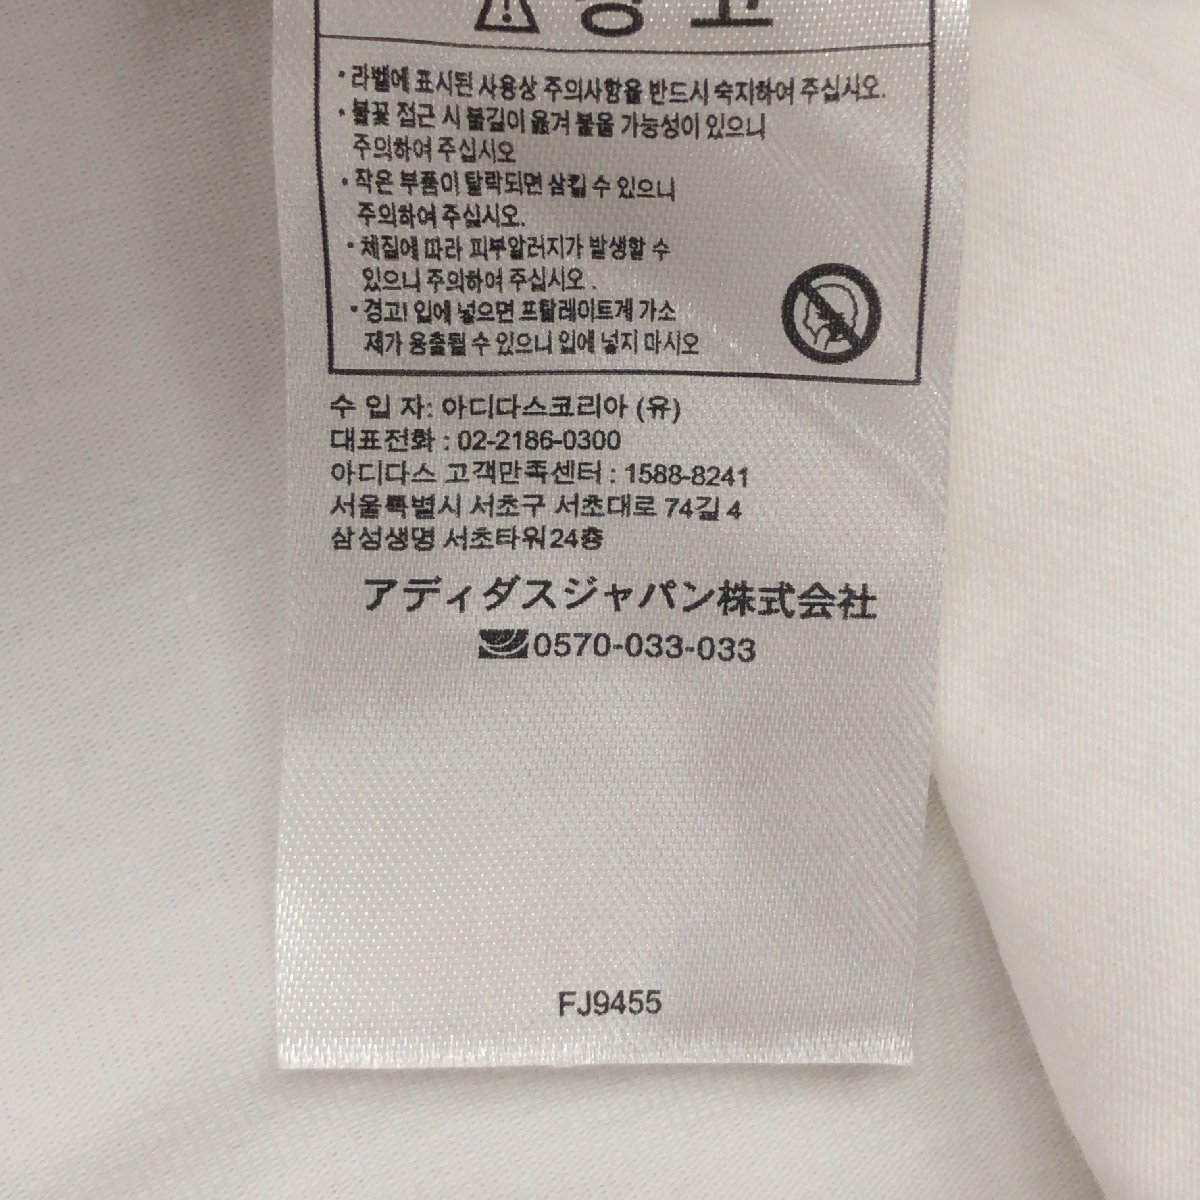 경고
• 라벨에 표시된 사용상 주의사항을 반드시 숙지하여 주십시오.
• 불꽃 접근 시 불길이 옮겨 붙을 가능성이 있으니
주의하여 주십시오
• 작은 부품이 탈락되면 삼킬 수 있으니
주의하여 주십시오.
• 체질에 따라 피부알러지가 발생할 수
있으니 주의하여 주십시오 .
• 경고! 입에 넣으면 프탈레이트계 가소
제가 용출될 수 있으니 입에 넣지 마시오
수 입 자: 아디다스코리아 (유)
대표전화 : 02-2186-0300
아디다스 고객만족센터 : 1588-8241
서울특별시 서초구 서초대로 74길 4
삼성생명 서초타워24층
アディダスジャパン株式会社
0570-033-033
FJ9455